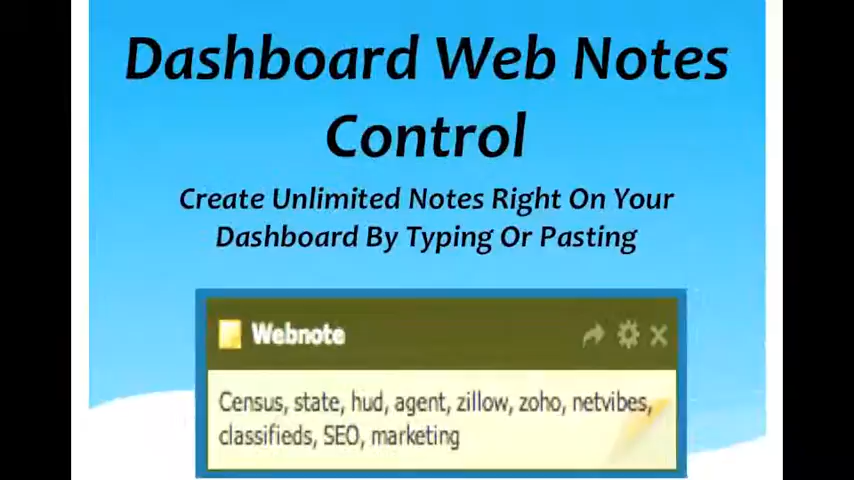 Dashboard Web Notes
Control
Create Unlimited Notes Right On Your
Dashboard By Typing Or Pasting
Webnote
Census, state, hud, agent, zillow, zoho, netvibes,
classifieds, SEO, marketing